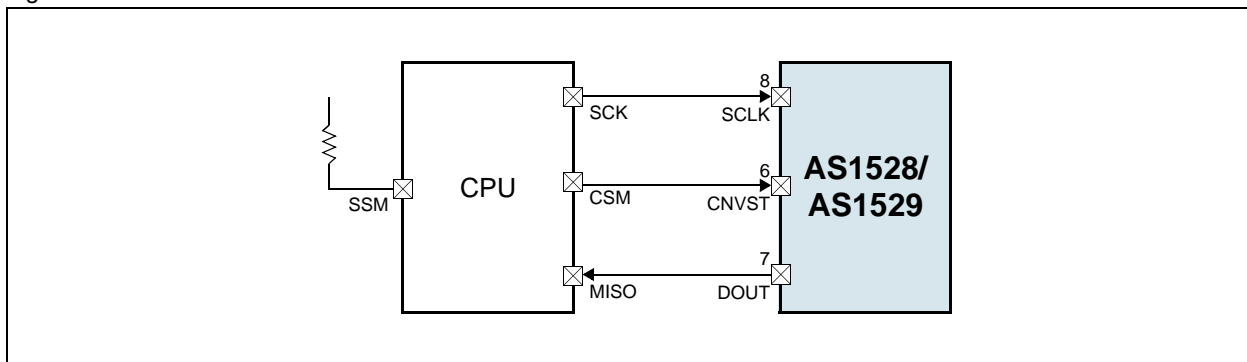 8
SCK
SCLK
AS1528/
AS1529
CPU
6
SSM
CSM
CNVST
7
MISO
DOUT